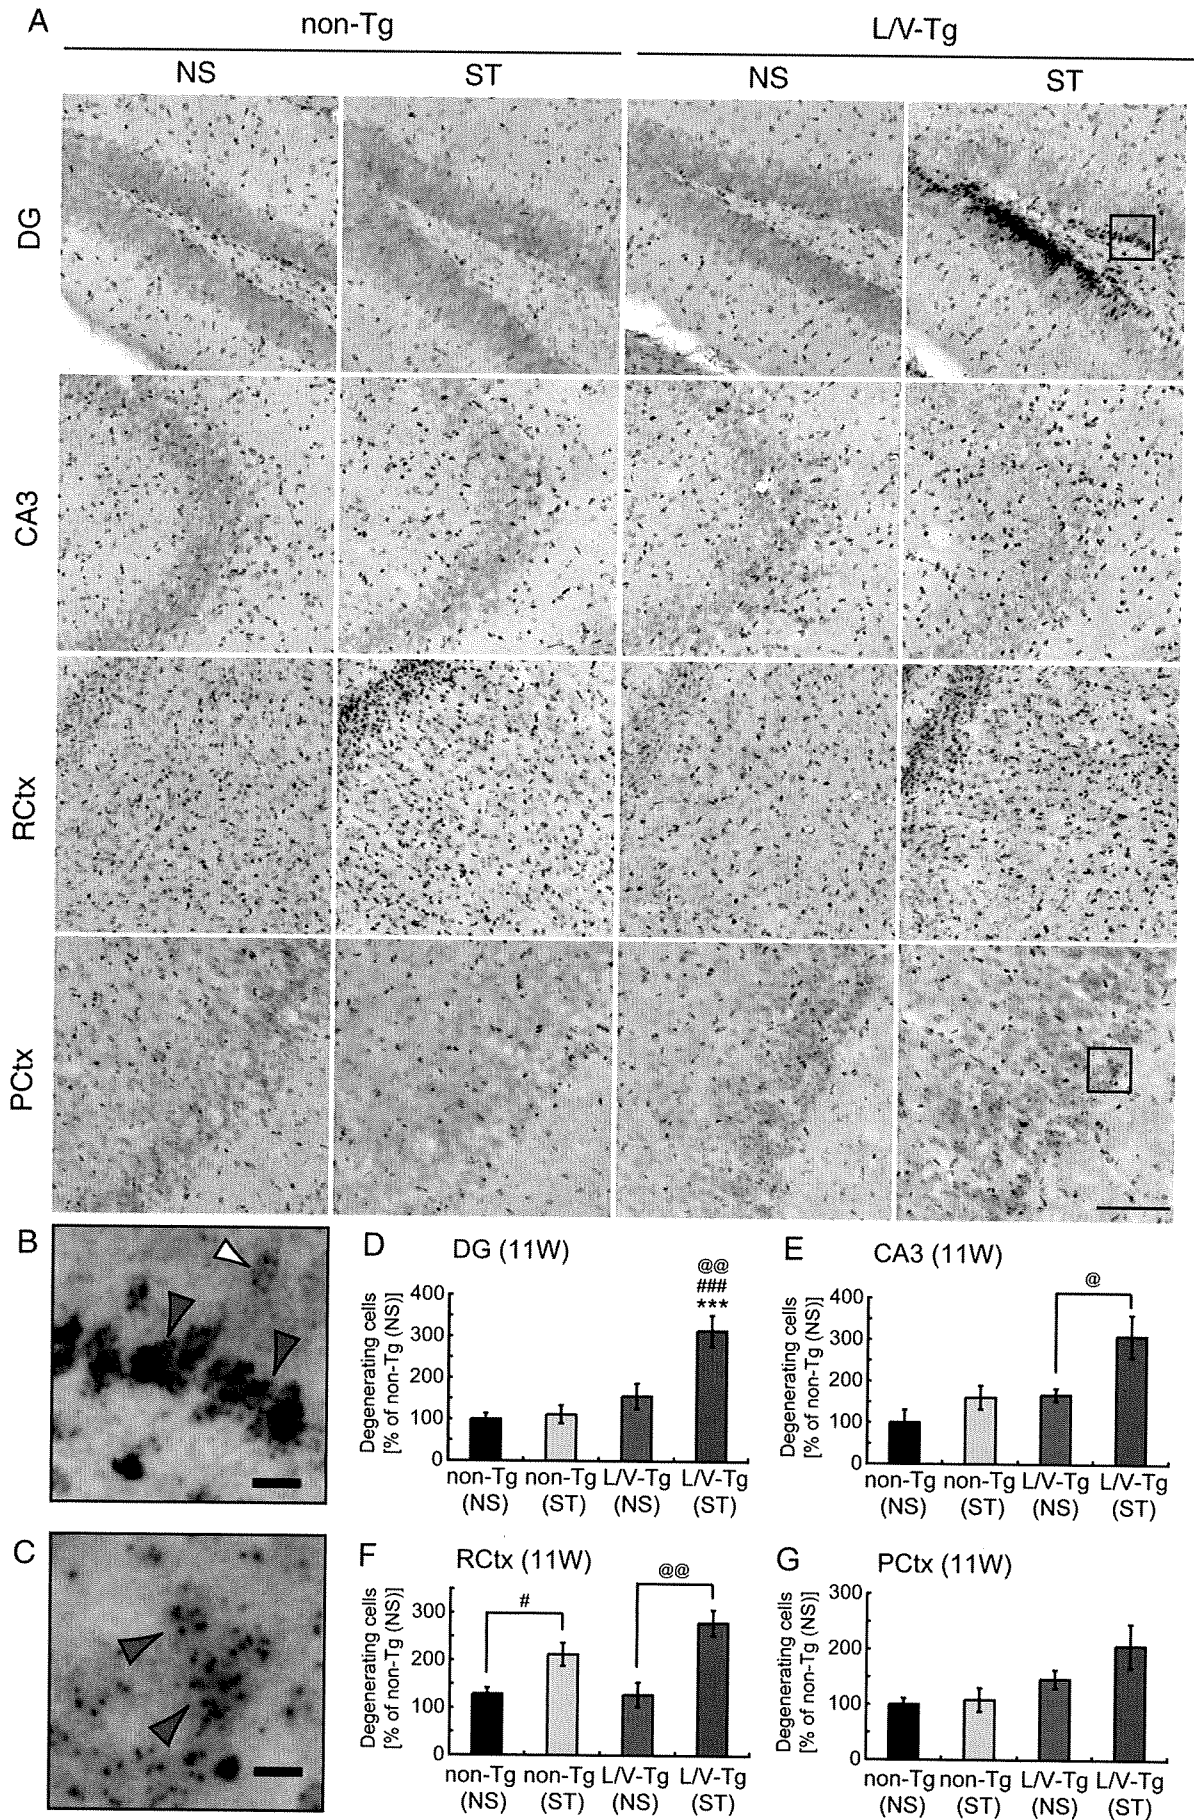 A
non-Tg
L/V-Tg
NS
ST
NS
ST
DG
CA3
RCtx
PCtx
B
C
D
DG (11W)
Degenerating cells
[% of non-Tg (NS)]
400
300
200
100
0
@@
###
***
non-Tg
(NS)
non-Tg
(ST)
L/V-Tg
(NS)
L/V-Tg
(ST)
E
CA3 (11W)
Degenerating cells
[% of non-Tg (NS)]
400
300
200
100
0
@
non-Tg
(NS)
non-Tg
(ST)
L/V-Tg
(NS)
L/V-Tg
(ST)
F
RCtx (11W)
Degenerating cells
[% of non-Tg (NS)]
300
200
100
0
#
@@
non-Tg
(NS)
non-Tg
(ST)
L/V-Tg
(NS)
L/V-Tg
(ST)
G
PCtx (11W)
Degenerating cells
[% of non-Tg (NS)]
300
200
100
0
non-Tg
(NS)
non-Tg
(ST)
L/V-Tg
(NS)
L/V-Tg
(ST)